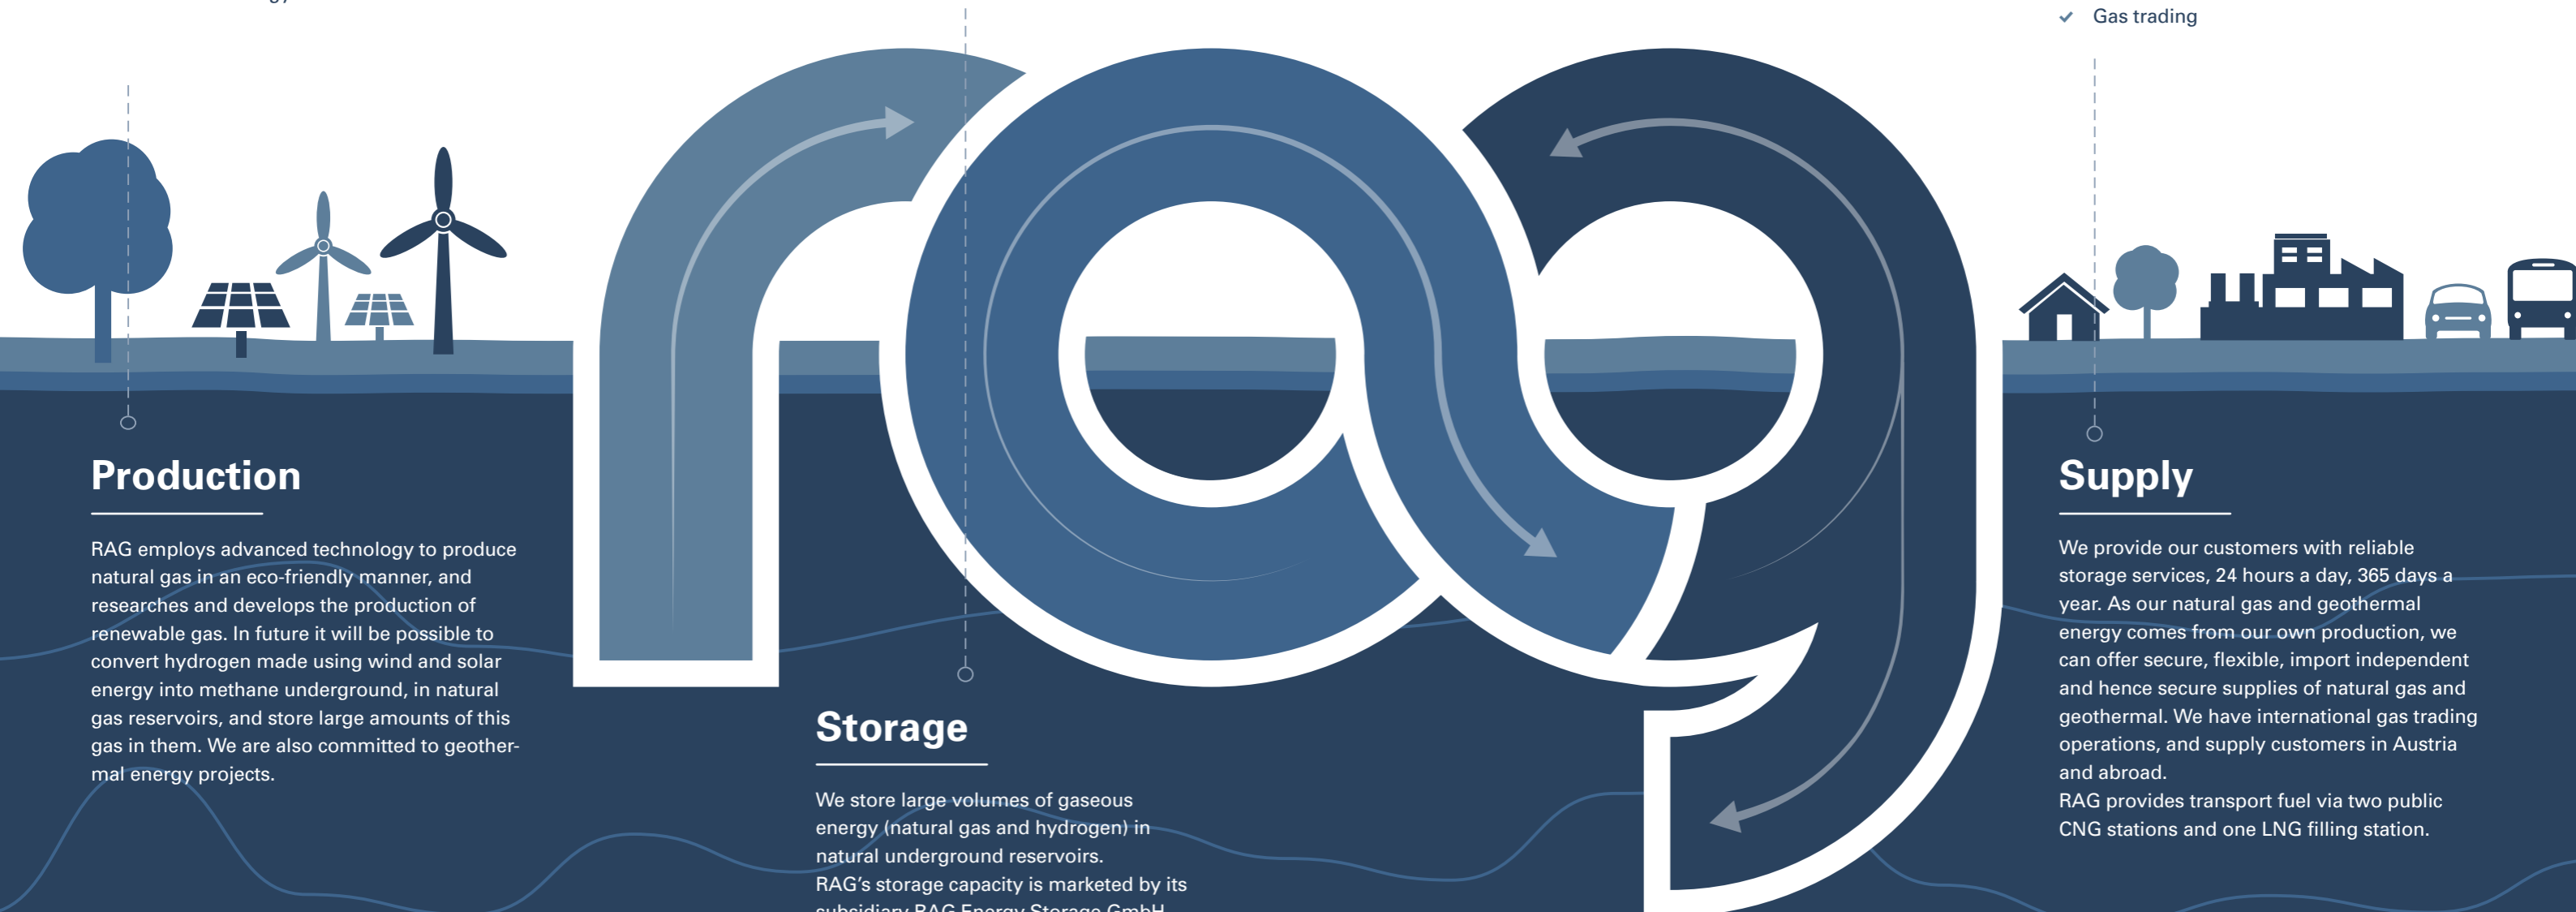 Gas trading
rag
Production
RAG employs advanced technology to produce
natural gas in an eco-friendly manner, and
researches and develops the production of
renewable gas. In future it will be possible to
convert hydrogen made using wind and solar
energy into methane underground, in natural
gas reservoirs, and store large amounts of this
gas in them. We are also committed to geother-
mal energy projects.
Storage
We store large volumes of gaseous
energy (natural gas and hydrogen) in
natural underground reservoirs.
RAG’s storage capacity is marketed by its
subsidiary RAG Energy Storage GmbH
Supply
We provide our customers with reliable
storage services, 24 hours a day, 365 days a
year. As our natural gas and geothermal
energy comes from our own production, we
can offer secure, flexible, import independent
and hence secure supplies of natural gas and
geothermal. We have international gas trading
operations, and supply customers in Austria
and abroad.
RAG provides transport fuel via two public
CNG stations and one LNG filling station.